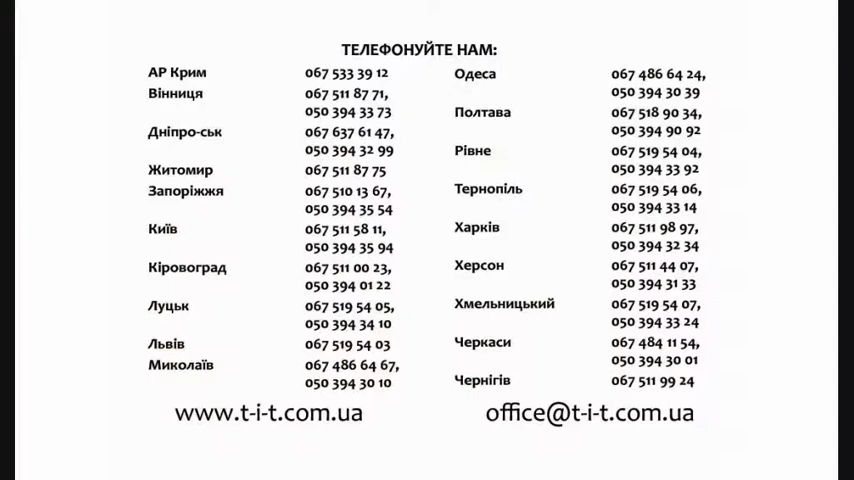 ТЕЛЕФОНУЙТЕ НАМ:
АР Крим 067 533 39 12
Вінниця 067 511 87 71,
050 394 33 73
Дніпро-ськ 067 637 61 47,
050 394 32 99
Житомир 067 511 87 75
Запоріжжя 067 510 13 67,
050 394 35 54
Київ 067 511 58 11,
050 394 35 94
Кіровоград 067 511 00 23,
050 394 01 22
Луцьк 067 519 54 05,
050 394 34 10
Львів 067 519 54 03
Миколаїв 067 486 64 67,
050 394 30 10
Одеса 067 486 64 24,
050 394 30 39
Полтава 067 518 90 34,
050 394 90 92
Рівне 067 519 54 04,
050 394 33 92
Тернопіль 067 519 54 06,
050 394 33 14
Харків 067 511 98 97,
050 394 32 34
Херсон 067 511 44 07,
050 394 31 33
Хмельницький 067 519 54 07,
050 394 33 24
Черкаси 067 484 11 54,
050 394 30 01
Чернігів 067 511 99 24
www.t-i-t.com.ua
office@t-i-t.com.ua